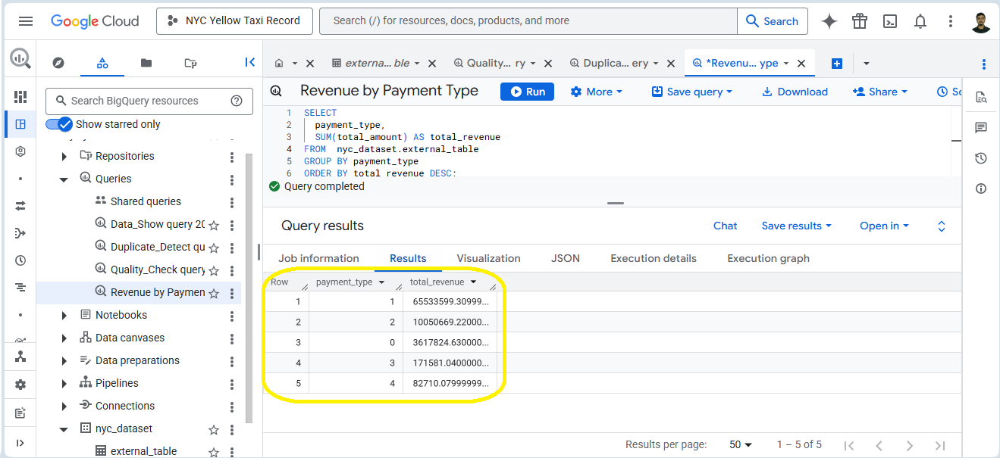 Google Cloud
NYC Yellow Taxi Record
Search (/) for resources, docs, products, and more
Search
external_... ble
Quality... ry
Duplica... ery
*Revenu... ype
Search BigQuery resources
Show starred only
Repositories
Queries
Shared queries
Data_Show query 20
Duplicate_Detect qu
Quality_Check query
Revenue by Paymen
Notebooks
Data canvases
Data preparations
Pipelines
Connections
nyc_dataset
external_table
Revenue by Payment Type
Run
More
Save query
Download
Share
Sc
1 SELECT
2 payment_type,
3 SUM(total_amount) AS total_revenue
4 FROM nyc_dataset.external_table
5 GROUP BY payment_type
6 ORDER BY total_revenue DESC;
Query completed
Query results
Chat
Save results
Open in
Job information
Results
Visualization
JSON
Execution details
Execution graph
Row payment_type total_revenue
1 1 65533599.30999...
2 2 10050669.22000...
3 0 3617824.630000...
4 3 171581.0400000...
5 4 82710.07999999...
Results per page: 50 1 – 5 of 5